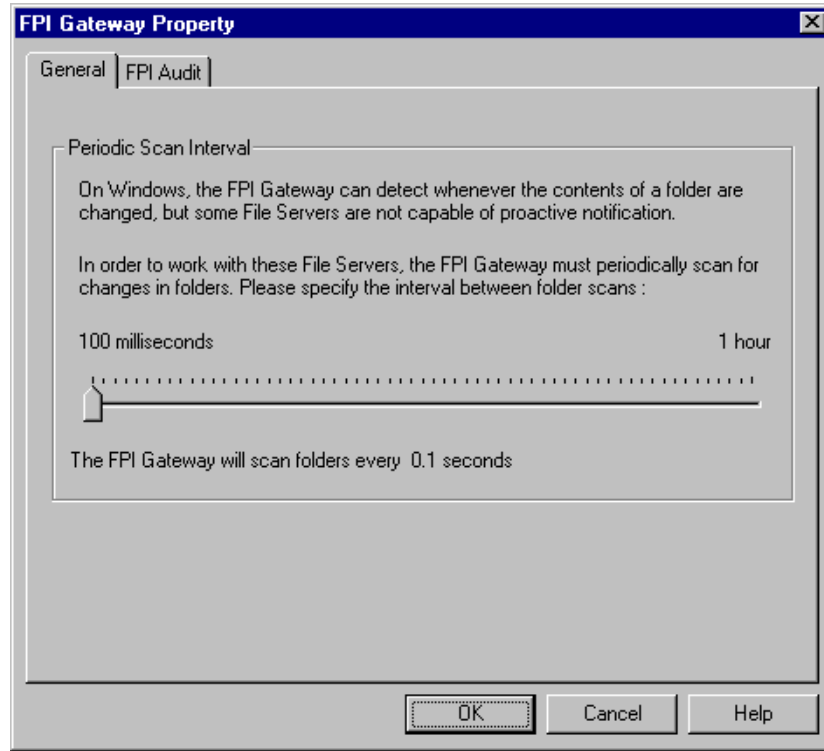 FPI Gateway Property
General FPI Audit
Periodic Scan Interval
On Windows, the FPI Gateway can detect whenever the contents of a folder are
changed, but some File Servers are not capable of proactive notification.
In order to work with these File Servers, the FPI Gateway must periodically scan for
changes in folders. Please specify the interval between folder scans :
100 milliseconds 1 hour
The FPI Gateway will scan folders every 0.1 seconds
OK Cancel Help